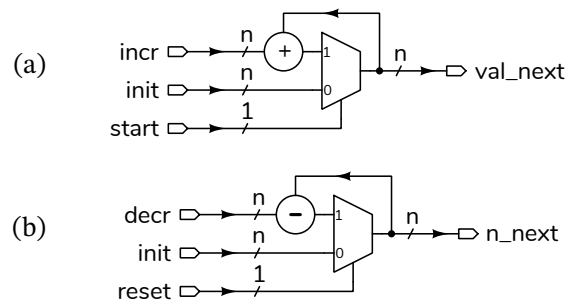 (a)
incr
n
+
1
n
val_next
init
n
0
start
1
(b)
decr
n
-
1
n
n_next
init
n
0
reset
1